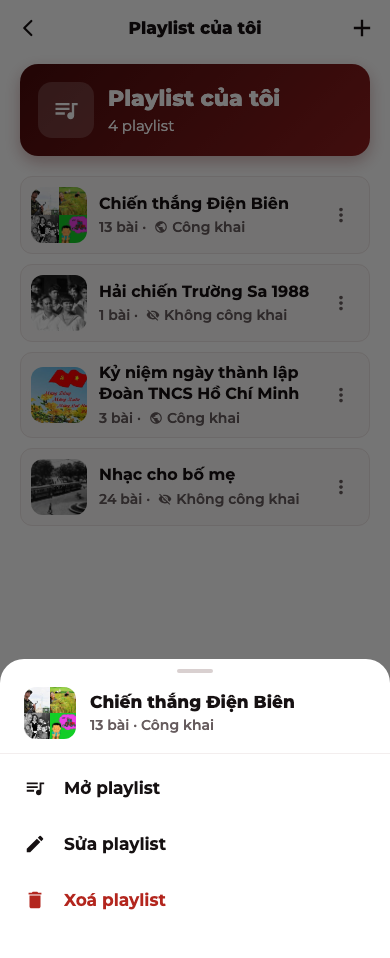 Playlist của tôi
Playlist của tôi
4 playlist
Chiến thắng Điện Biên
13 bài · Công khai
Hải chiến Trường Sa 1988
1 bài · Không công khai
Kỷ niệm ngày thành lập
Đoàn TNCS Hồ Chí Minh
3 bài · Công khai
Nhạc cho bố mẹ
24 bài · Không công khai
Chiến thắng Điện Biên
13 bài · Công khai
Mở playlist
Sửa playlist
Xoá playlist